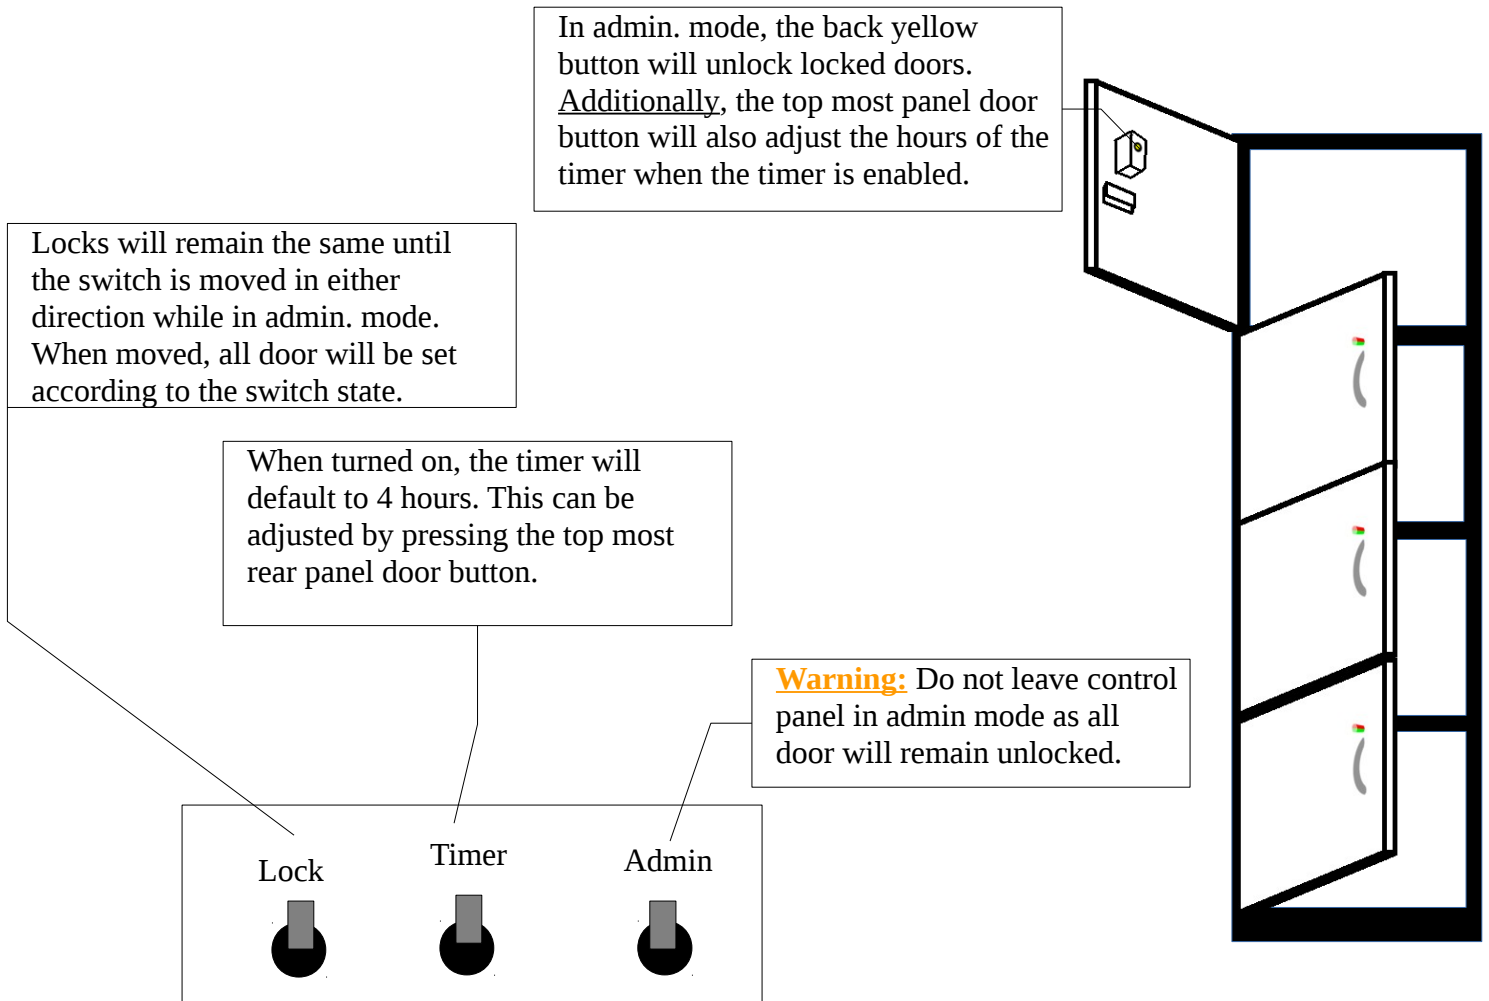 In admin. mode, the back yellow
button will unlock locked doors.
Additionally, the top most panel door
button will also adjust the hours of the
timer when the timer is enabled.
Locks will remain the same until
the switch is moved in either
direction while in admin. mode.
When moved, all door will be set
according to the switch state.
When turned on, the timer will
default to 4 hours. This can be
adjusted by pressing the top most
rear panel door button.
Warning: Do not leave control
panel in admin mode as all
door will remain unlocked.
Lock
Timer
Admin